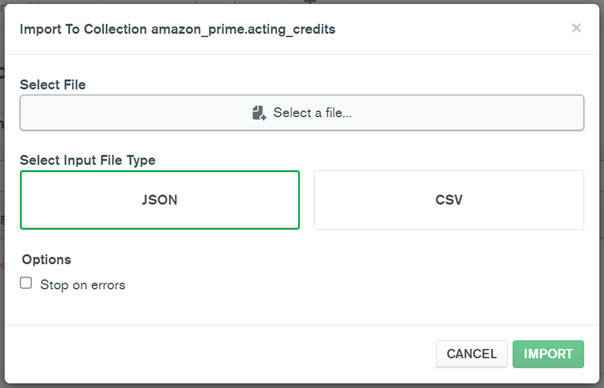 Import To Collection amazon_prime.acting_credits
×
Select File
Select a file...
Select Input File Type
JSON
CSV
Options
Stop on errors
CANCEL
IMPORT